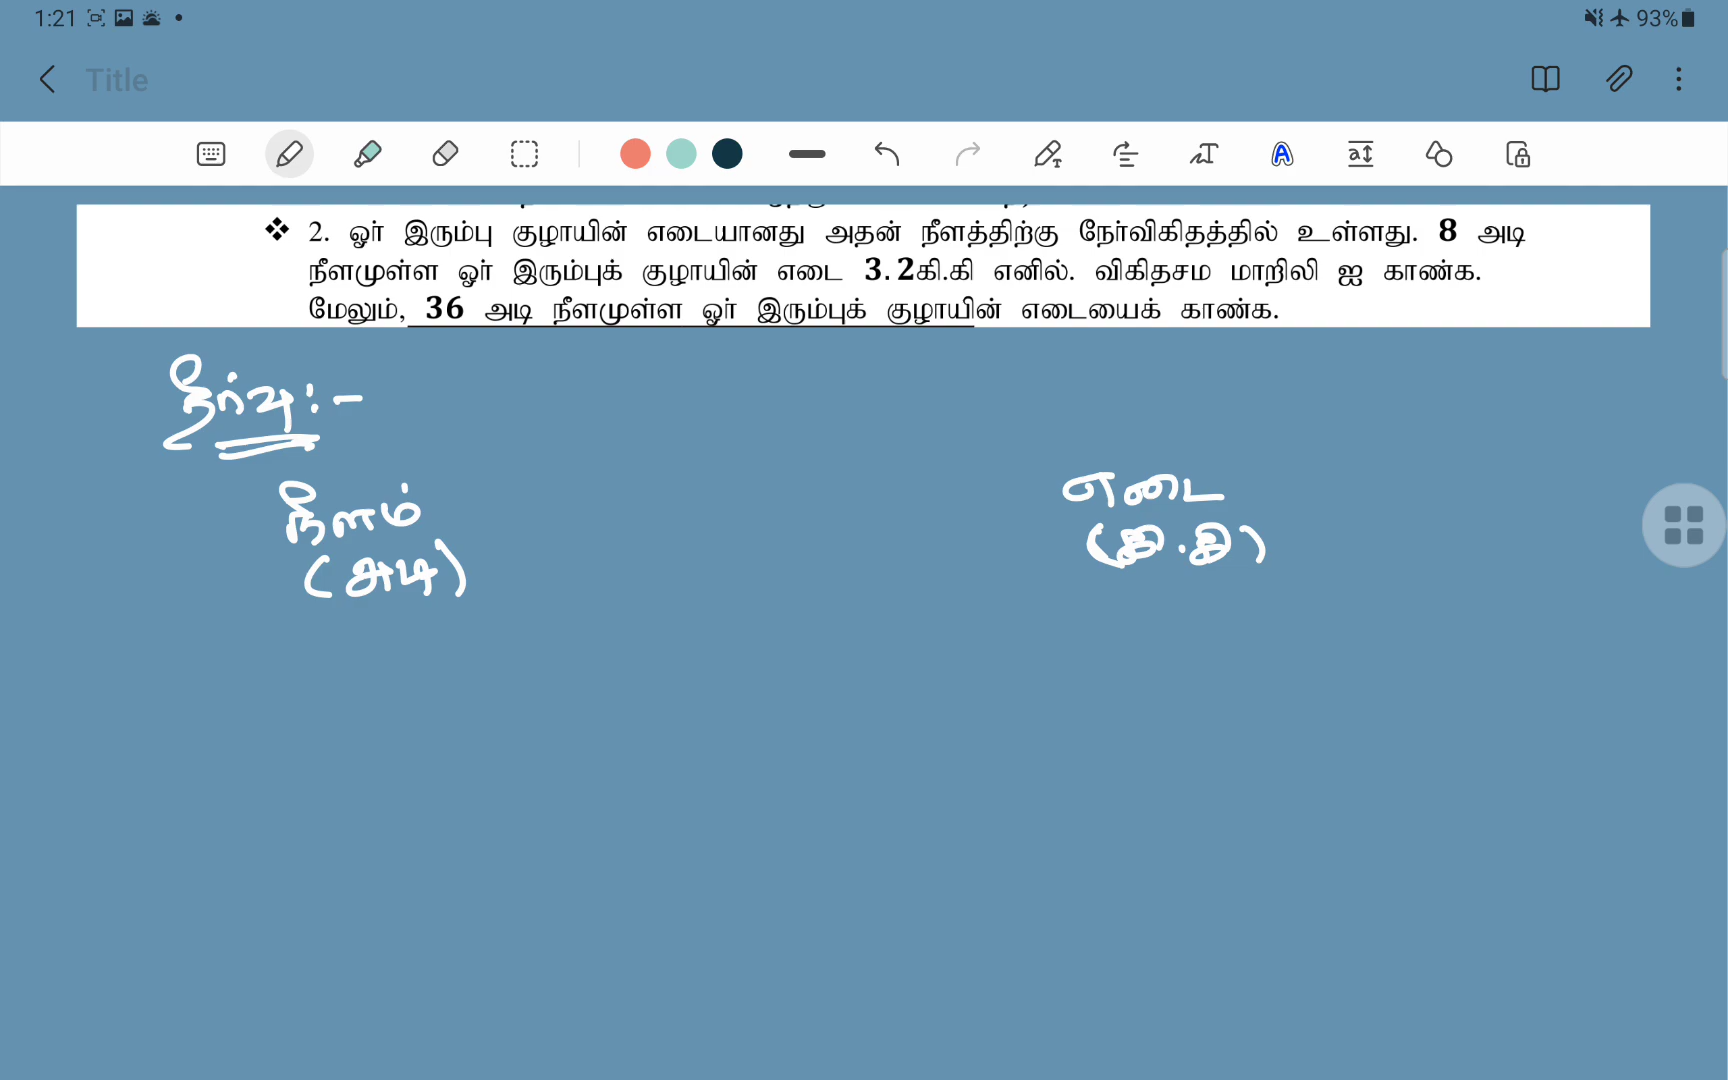 1:21
93%
Title
A
a
❖ 2. ஓர் இரும்பு குழாயின் எடையானது அதன் நீளத்திற்கு நேர்விகிதத்தில் உள்ளது. 8 அடி
நீளமுள்ள ஓர் இரும்புக் குழாயின் எடை 3.2கி.கி எனில். விகிதசம மாறிலி ஐ காண்க.
மேலும், 36 அடி நீளமுள்ள ஓர் இரும்புக் குழாயின் எடையைக் காண்க.
தீர்வு:-
நீளம் எடை
(அடி) (கி.கி)